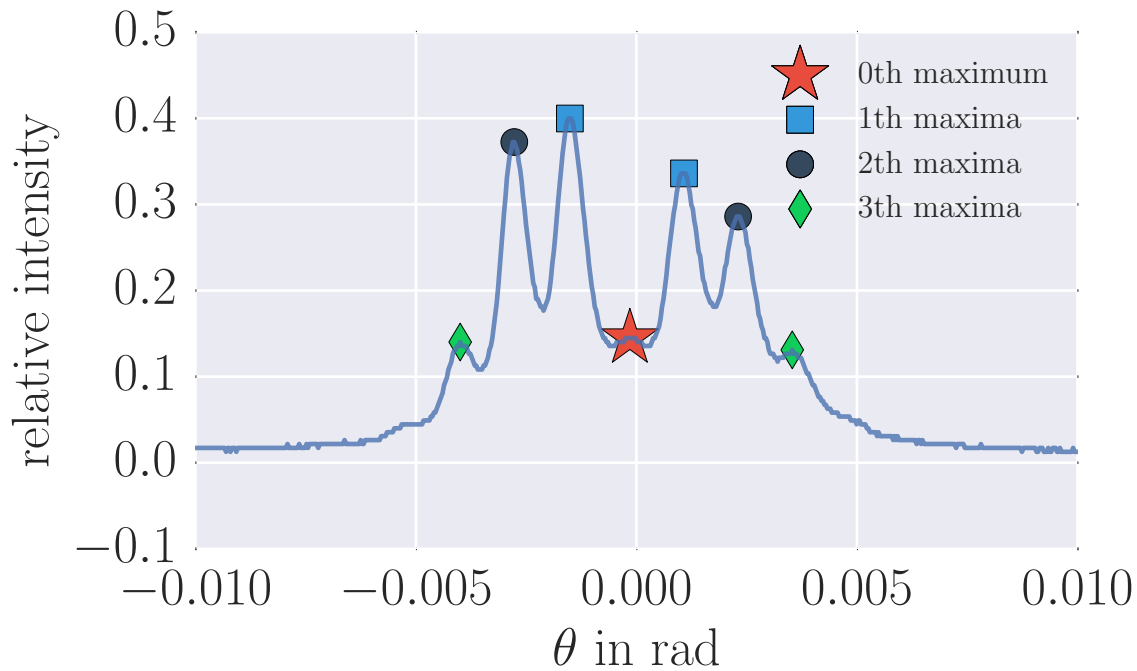 0.5
0.4
0.3
0.2
0.1
0.0
−0.1
relative intensity
0th maximum
1th maxima
2th maxima
3th maxima
−0.010 −0.005 0.000 0.005 0.010
θ in rad